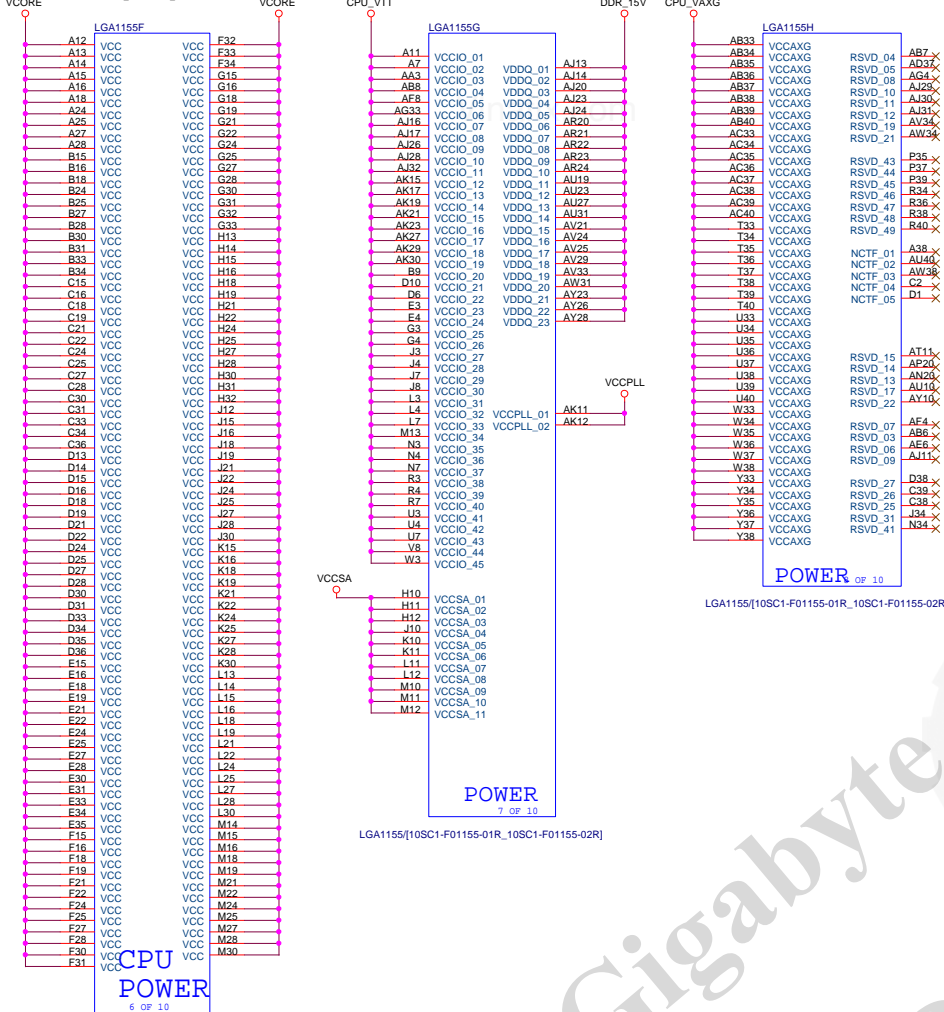 VCORE VCORE
LGA1155F
A12 VCC VCC F32
A13 VCC VCC F33
A14 VCC VCC F34
A15 VCC VCC G15
A16 VCC VCC G16
A18 VCC VCC G18
A24 VCC VCC G19
A25 VCC VCC G21
A27 VCC VCC G22
A28 VCC VCC G24
B15 VCC VCC G25
B16 VCC VCC G27
B18 VCC VCC G28
B24 VCC VCC G30
B25 VCC VCC G31
B27 VCC VCC G32
B28 VCC VCC G33
B30 VCC VCC H13
B31 VCC VCC H14
B33 VCC VCC H15
B34 VCC VCC H16
C15 VCC VCC H18
C16 VCC VCC H19
C18 VCC VCC H21
C19 VCC VCC H22
C21 VCC VCC H24
C22 VCC VCC H25
C24 VCC VCC H27
C25 VCC VCC H28
C27 VCC VCC H30
C28 VCC VCC H31
C30 VCC VCC H32
C31 VCC VCC J12
C33 VCC VCC J15
C34 VCC VCC J16
C36 VCC VCC J18
D13 VCC VCC J19
D14 VCC VCC J21
D15 VCC VCC J22
D16 VCC VCC J24
D18 VCC VCC J25
D19 VCC VCC J27
D21 VCC VCC J28
D22 VCC VCC J30
D24 VCC VCC K15
D25 VCC VCC K16
D27 VCC VCC K18
D28 VCC VCC K19
D30 VCC VCC K21
D31 VCC VCC K22
D33 VCC VCC K24
D34 VCC VCC K25
D35 VCC VCC K27
D36 VCC VCC K28
E15 VCC VCC K30
E16 VCC VCC L13
E18 VCC VCC L14
E19 VCC VCC L15
E21 VCC VCC L16
E22 VCC VCC L18
E24 VCC VCC L19
E25 VCC VCC L21
E27 VCC VCC L22
E28 VCC VCC L24
E30 VCC VCC L25
E31 VCC VCC L27
E33 VCC VCC L28
E34 VCC VCC L30
E35 VCC VCC M14
F15 VCC VCC M15
F16 VCC VCC M16
F18 VCC VCC M18
F19 VCC VCC M19
F21 VCC VCC M21
F22 VCC VCC M22
F24 VCC VCC M24
F25 VCC VCC M25
F27 VCC VCC M27
F28 VCC VCC M28
F30 VCC VCC M30
F31 VCC
CPU
POWER
6 OF 10
CPU_VTT DDR_15V
LGA1155G
A11 VCCIO_01
A7 VCCIO_02 VDDQ_01 AJ13
AA3 VCCIO_03 VDDQ_02 AJ14
AB8 VCCIO_04 VDDQ_03 AJ20
AF8 VCCIO_05 VDDQ_04 AJ23
AG33 VCCIO_06 VDDQ_05 AJ24
AJ16 VCCIO_07 VDDQ_06 AR20
AJ17 VCCIO_08 VDDQ_07 AR21
AJ26 VCCIO_09 VDDQ_08 AR22
AJ28 VCCIO_10 VDDQ_09 AR23
AJ32 VCCIO_11 VDDQ_10 AR24
AK15 VCCIO_12 VDDQ_11 AU19
AK17 VCCIO_13 VDDQ_12 AU23
AK19 VCCIO_14 VDDQ_13 AU27
AK21 VCCIO_15 VDDQ_14 AU31
AK23 VCCIO_16 VDDQ_15 AV21
AK27 VCCIO_17 VDDQ_16 AV24
AK29 VCCIO_18 VDDQ_17 AV25
AK30 VCCIO_19 VDDQ_18 AV29
B9 VCCIO_20 VDDQ_19 AV33
D10 VCCIO_21 VDDQ_20 AW31
D6 VCCIO_22 VDDQ_21 AY23
E3 VCCIO_23 VDDQ_22 AY26
E4 VCCIO_24 VDDQ_23 AY28
G3 VCCIO_25
G4 VCCIO_26
J3 VCCIO_27
J4 VCCIO_28
J7 VCCIO_29
J8 VCCIO_30
VCCPLL
L3 VCCIO_31
L4 VCCIO_32 VCCPLL_01 AK11
L7 VCCIO_33 VCCPLL_02 AK12
M13 VCCIO_34
N3 VCCIO_35
N4 VCCIO_36
N7 VCCIO_37
R3 VCCIO_38
R4 VCCIO_39
R7 VCCIO_40
U3 VCCIO_41
U4 VCCIO_42
U7 VCCIO_43
V8 VCCIO_44
W3 VCCIO_45
VCCSA
H10 VCCSA_01
H11 VCCSA_02
H12 VCCSA_03
J10 VCCSA_04
K10 VCCSA_05
K11 VCCSA_06
L11 VCCSA_07
L12 VCCSA_08
M10 VCCSA_09
M11 VCCSA_10
M12 VCCSA_11
POWER
7 OF 10
LGA1155/[10SC1-F01155-01R_10SC1-F01155-02R]
CPU_VAXG
LGA1155H
AB33 VCCAXG
AB34 VCCAXG RSVD_04 AB7
AB35 VCCAXG RSVD_05 AD37
AB36 VCCAXG RSVD_08 AG4
AB37 VCCAXG RSVD_10 AJ29
AB38 VCCAXG RSVD_11 AJ30
AB39 VCCAXG RSVD_12 AJ31
AB40 VCCAXG RSVD_19 AV34
AC33 VCCAXG RSVD_21 AW34
AC34 VCCAXG
AC35 VCCAXG RSVD_43 P35
AC36 VCCAXG RSVD_44 P37
AC37 VCCAXG RSVD_45 P39
AC38 VCCAXG RSVD_46 R34
AC39 VCCAXG RSVD_47 R36
AC40 VCCAXG RSVD_48 R38
T33 VCCAXG RSVD_49 R40
T34 VCCAXG
T35 VCCAXG NCTF_01 A38
T36 VCCAXG NCTF_02 AU40
T37 VCCAXG NCTF_03 AW38
T38 VCCAXG NCTF_04 C2
T39 VCCAXG NCTF_05 D1
T40 VCCAXG
U33 VCCAXG
U34 VCCAXG
U35 VCCAXG
U36 VCCAXG RSVD_15 AT11
U37 VCCAXG RSVD_14 AP20
U38 VCCAXG RSVD_13 AN20
U39 VCCAXG RSVD_17 AU10
U40 VCCAXG RSVD_22 AY10
W33 VCCAXG
W34 VCCAXG RSVD_07 AF4
W35 VCCAXG RSVD_03 AB6
W36 VCCAXG RSVD_06 AE6
W37 VCCAXG RSVD_09 AJ11
W38 VCCAXG
Y33 VCCAXG RSVD_27 D38
Y34 VCCAXG RSVD_26 C39
Y35 VCCAXG RSVD_25 C38
Y36 VCCAXG RSVD_31 J34
Y37 VCCAXG RSVD_41 N34
Y38 VCCAXG
POWER
OF 10
LGA1155/[10SC1-F01155-01R_10SC1-F01155-02R
Gigabyte